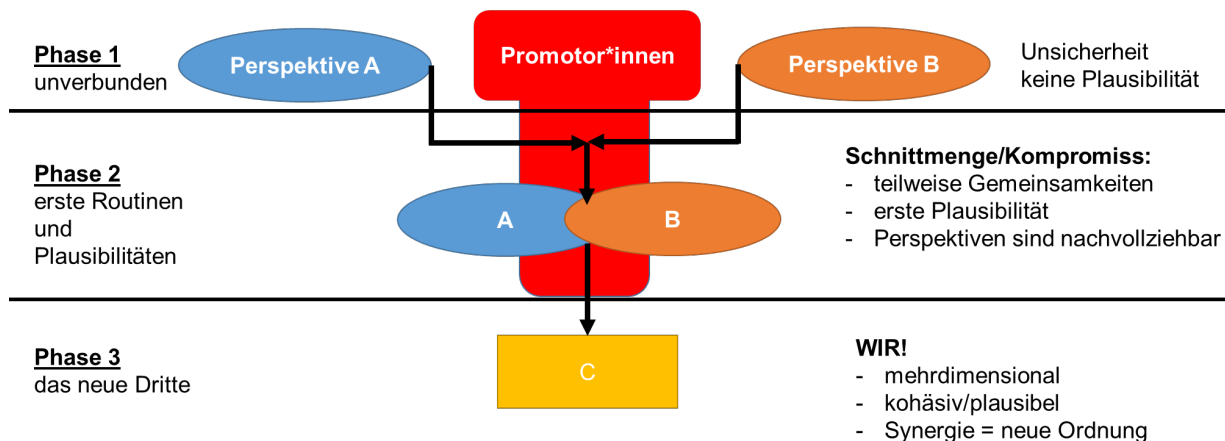 Phase 1
unverbunden
Perspektive A
Promotor*innen
Perspektive B
Unsicherheit
keine Plausibilität
Phase 2
erste Routinen
und
Plausibilitäten
A
B
Schnittmenge/Kompromiss:
- teilweise Gemeinsamkeiten
- erste Plausibilität
- Perspektiven sind nachvollziehbar
Phase 3
das neue Dritte
C
WIR!
- mehrdimensional
- kohäsiv/plausibel
- Synergie = neue Ordnung